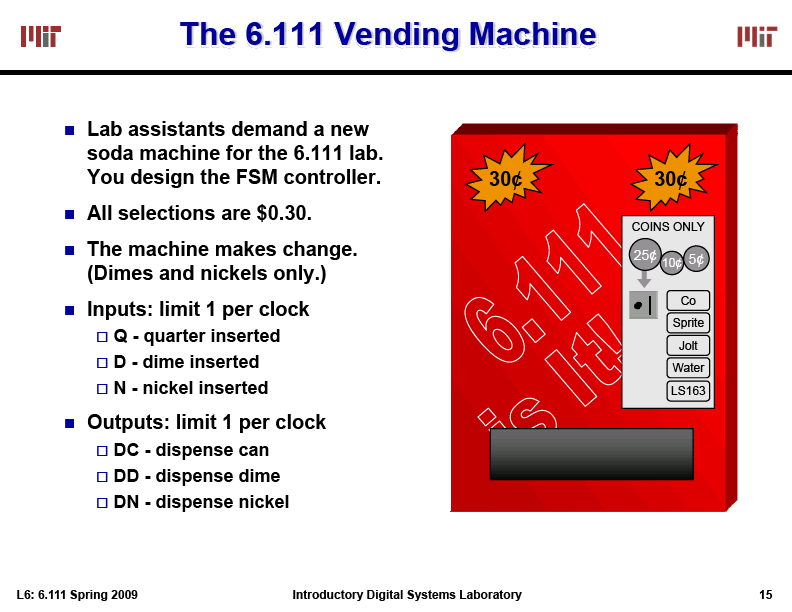 MIT
The 6.111 Vending Machine
MIT
Lab assistants demand a new
soda machine for the 6.111 lab.
You design the FSM controller.
All selections are $0.30.
The machine makes change.
(Dimes and nickels only.)
Inputs: limit 1 per clock
Q - quarter inserted
D - dime inserted
N - nickel inserted
Outputs: limit 1 per clock
DC - dispense can
DD - dispense dime
DN - dispense nickel
30¢
30¢
6.111
is It!
COINS ONLY
25¢ 10¢ 5¢
Co
Sprite
Jolt
Water
LS163
L6: 6.111 Spring 2009
Introductory Digital Systems Laboratory
15